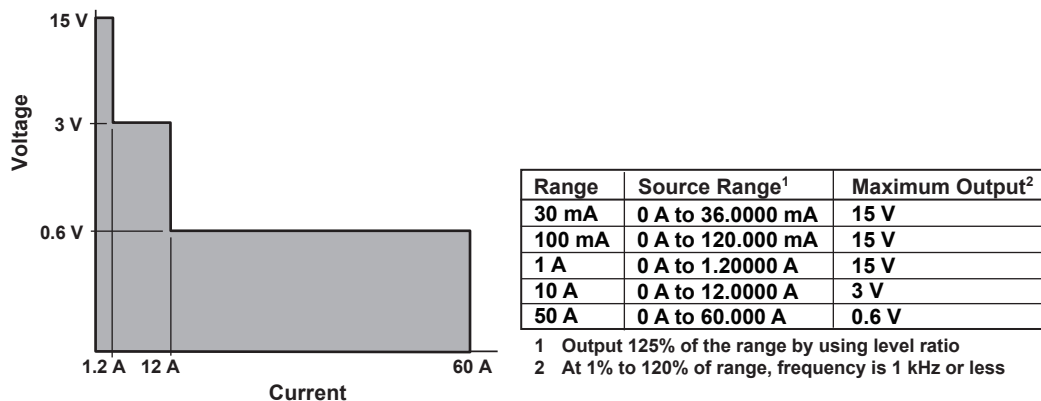 15 V
3 V
0.6 V
Voltage
1.2 A 12 A 60 A
Current
Range Source Range1 Maximum Output2
30 mA 0 A to 36.0000 mA 15 V
100 mA 0 A to 120.000 mA 15 V
1 A 0 A to 1.20000 A 15 V
10 A 0 A to 12.0000 A 3 V
50 A 0 A to 60.000 A 0.6 V
1 Output 125% of the range by using level ratio
2 At 1% to 120% of range, frequency is 1 kHz or less